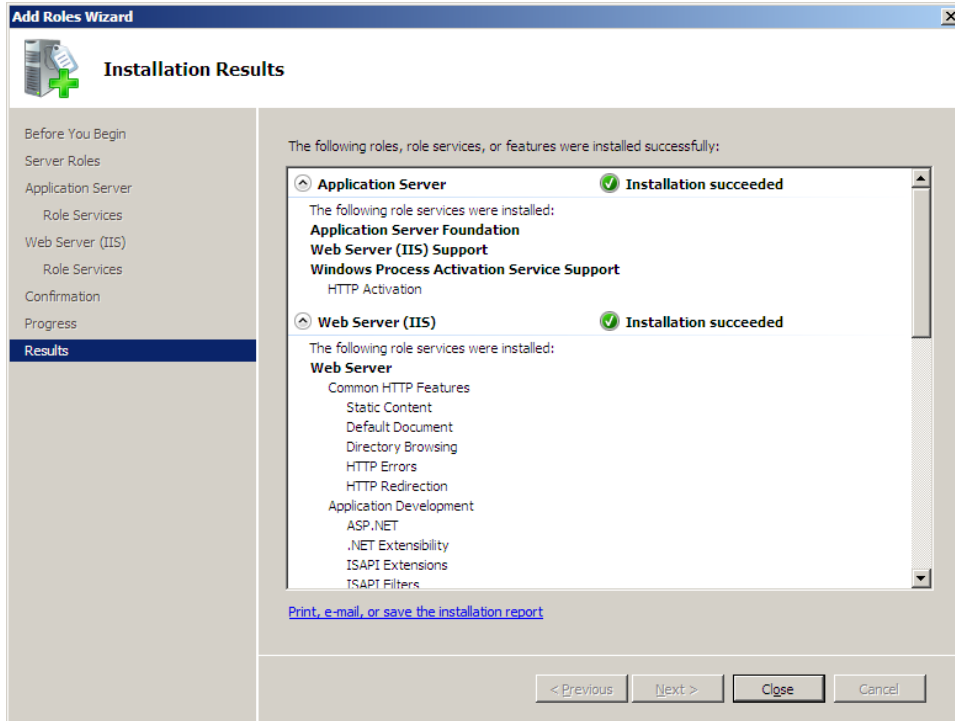 Add Roles Wizard
Installation Results
Before You Begin
Server Roles
Application Server
Role Services
Web Server (IIS)
Role Services
Confirmation
Progress
Results
The following roles, role services, or features were installed successfully:
Application Server Installation succeeded
The following role services were installed:
Application Server Foundation
Web Server (IIS) Support
Windows Process Activation Service Support
HTTP Activation
Web Server (IIS) Installation succeeded
The following role services were installed:
Web Server
Common HTTP Features
Static Content
Default Document
Directory Browsing
HTTP Errors
HTTP Redirection
Application Development
ASP.NET
.NET Extensibility
ISAPI Extensions
ISAPI Filters
Print, e-mail, or save the installation report
< Previous Next > Close Cancel